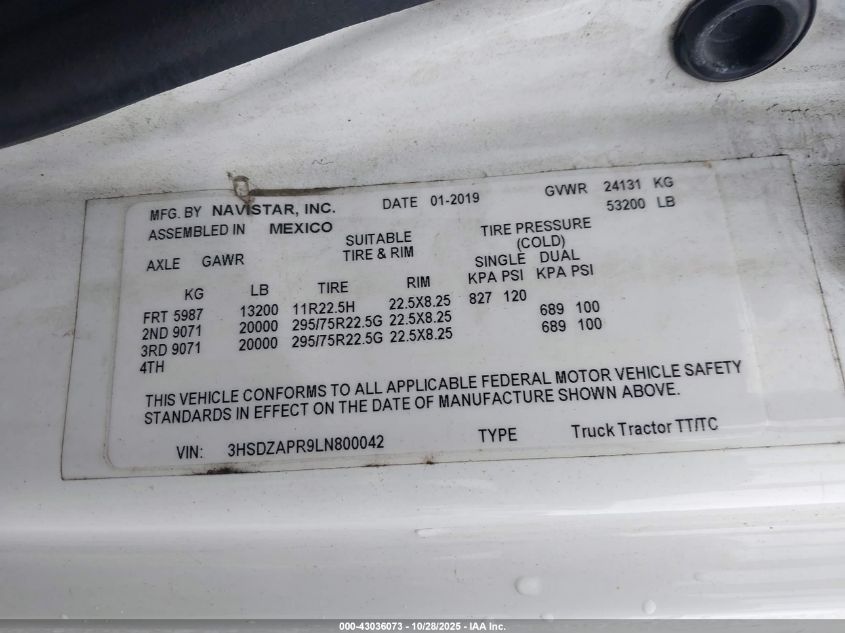 MFG. BY NAVISTAR, INC. DATE 01-2019 GVWR 24131 KG
53200 LB
ASSEMBLED IN MEXICO
SUITABLE TIRE PRESSURE
TIRE & RIM (COLD)
AXLE GAWR SINGLE DUAL
KG LB TIRE RIM KPA PSI KPA PSI
FRT 5987 13200 11R22.5H 22.5X8.25 827 120
2ND 9071 20000 295/75R22.5G 22.5X8.25 689 100
3RD 9071 20000 295/75R22.5G 22.5X8.25 689 100
4TH
THIS VEHICLE CONFORMS TO ALL APPLICABLE FEDERAL MOTOR VEHICLE SAFETY
STANDARDS IN EFFECT ON THE DATE OF MANUFACTURE SHOWN ABOVE.
VIN: 3HSDZAPR9LN800042 TYPE Truck Tractor TT/TC
000-43036073 | 10/28/2025 - IAA Inc.